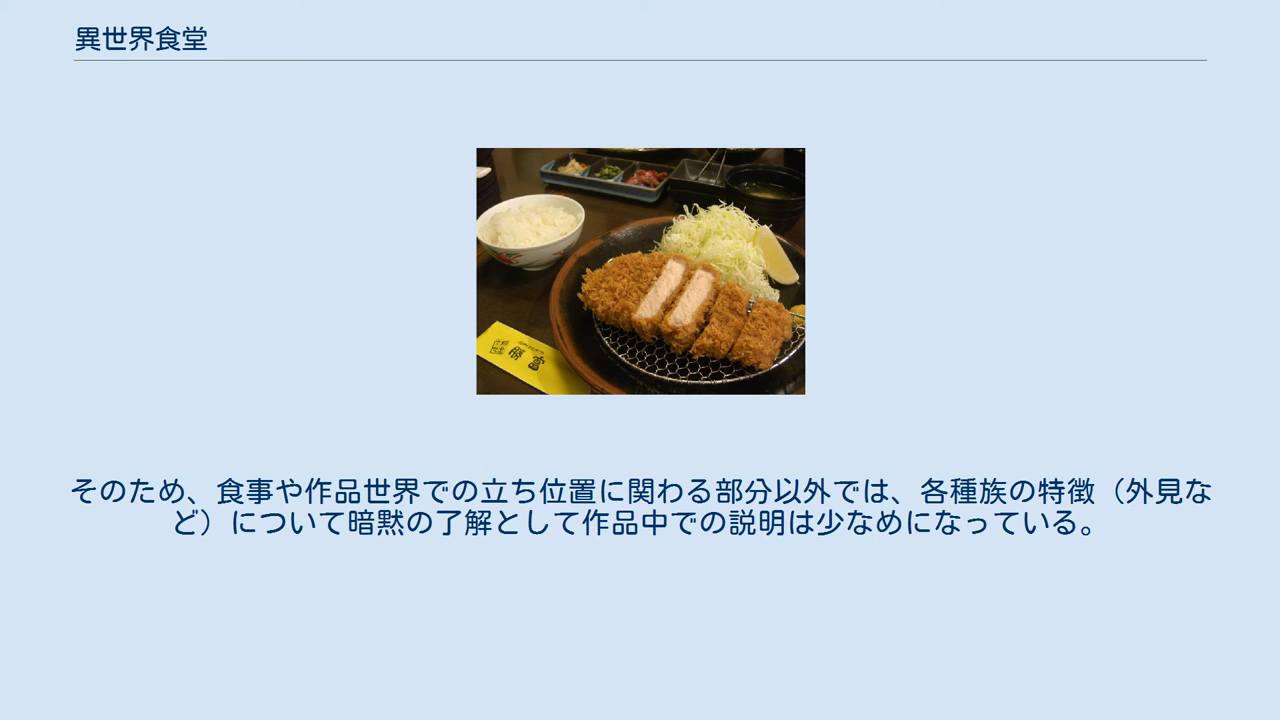 異世界食堂
そのため、食事や作品世界での立ち位置に関わる部分以外では、各種族の特徴（外見な
ど）について暗黙の了解として作品中での説明は少なめになっている。